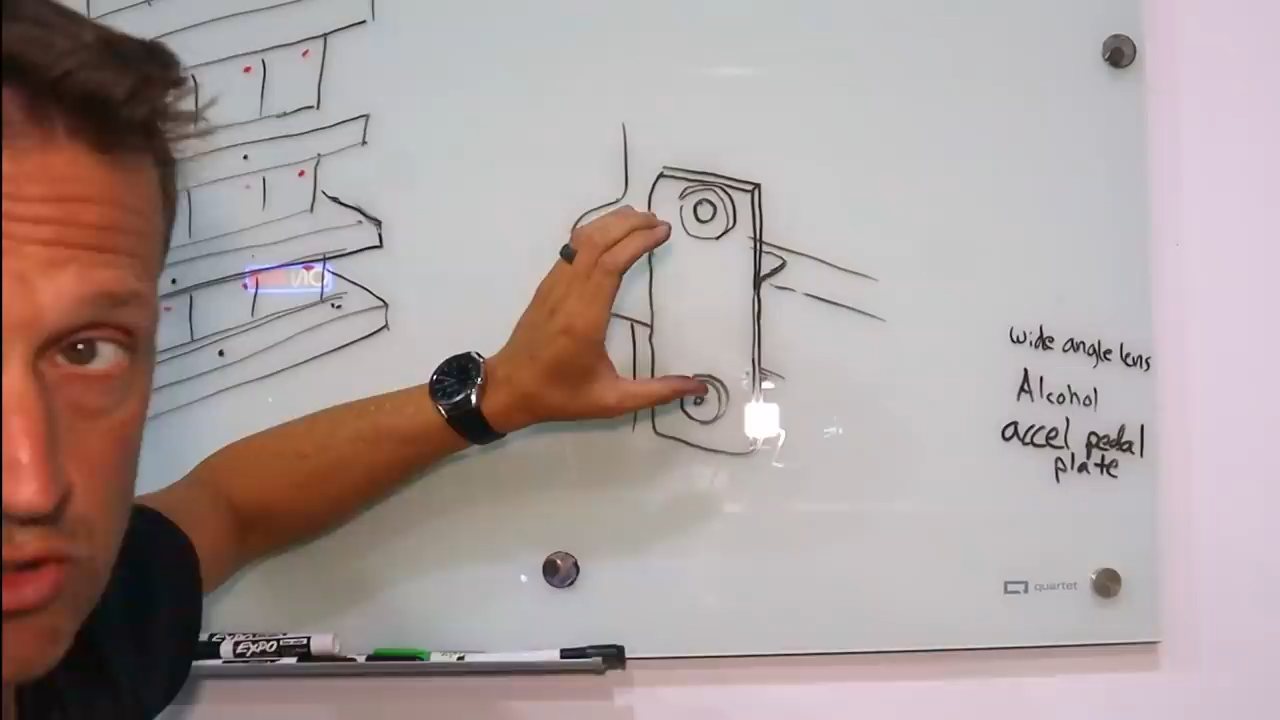 wide angle lens
Alcohol
accel pedal
plate
quartet
EXPO